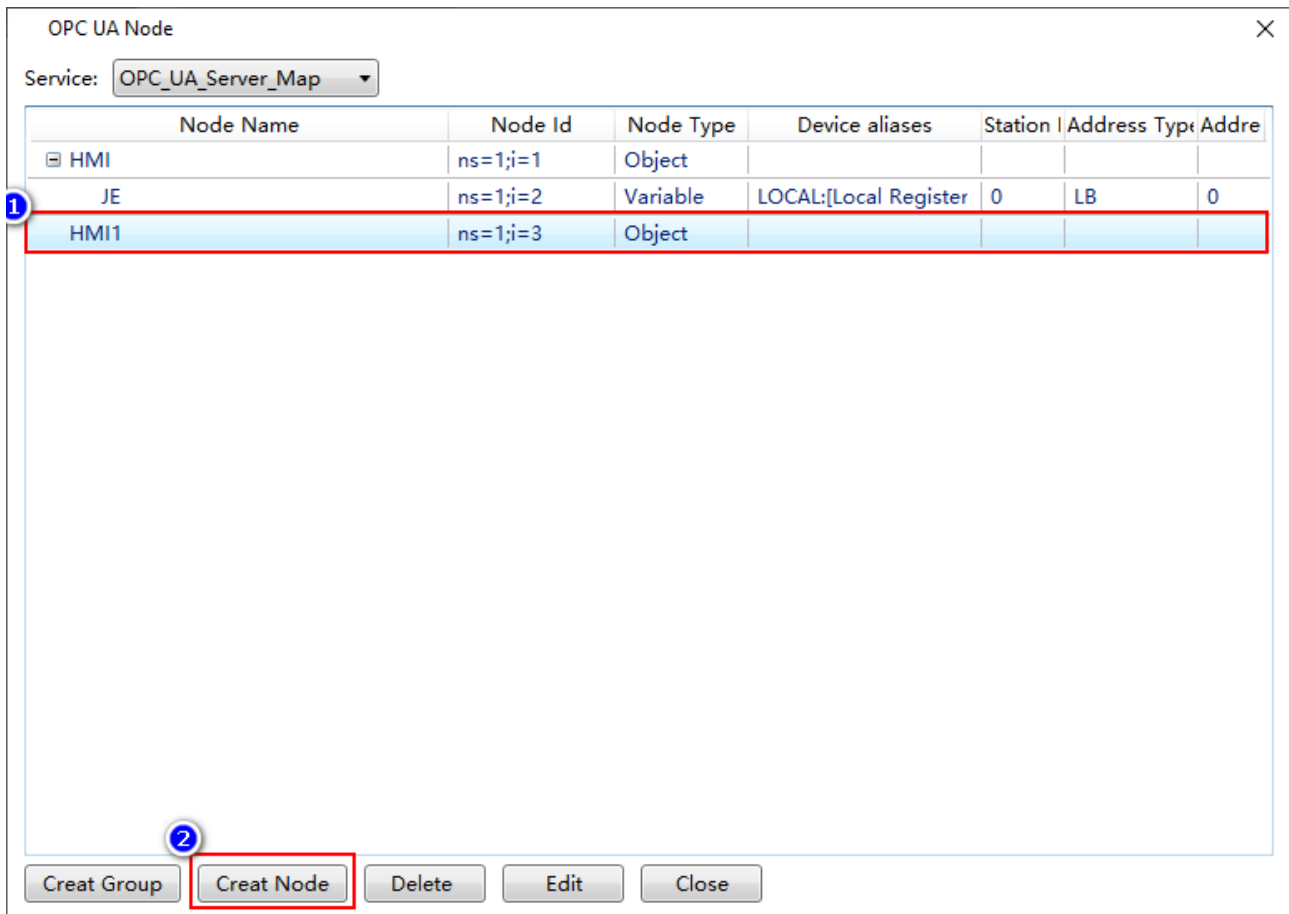 OPC UA Node
Service: OPC_UA_Server_Map
Node Name Node Id Node Type Device aliases Station I Address Type Addre
HMI ns=1;i=1 Object
1
JE ns=1;i=2 Variable LOCAL:[Local Register 0 LB 0
HMI1 ns=1;i=3 Object
2
Creat Group Creat Node Delete Edit Close